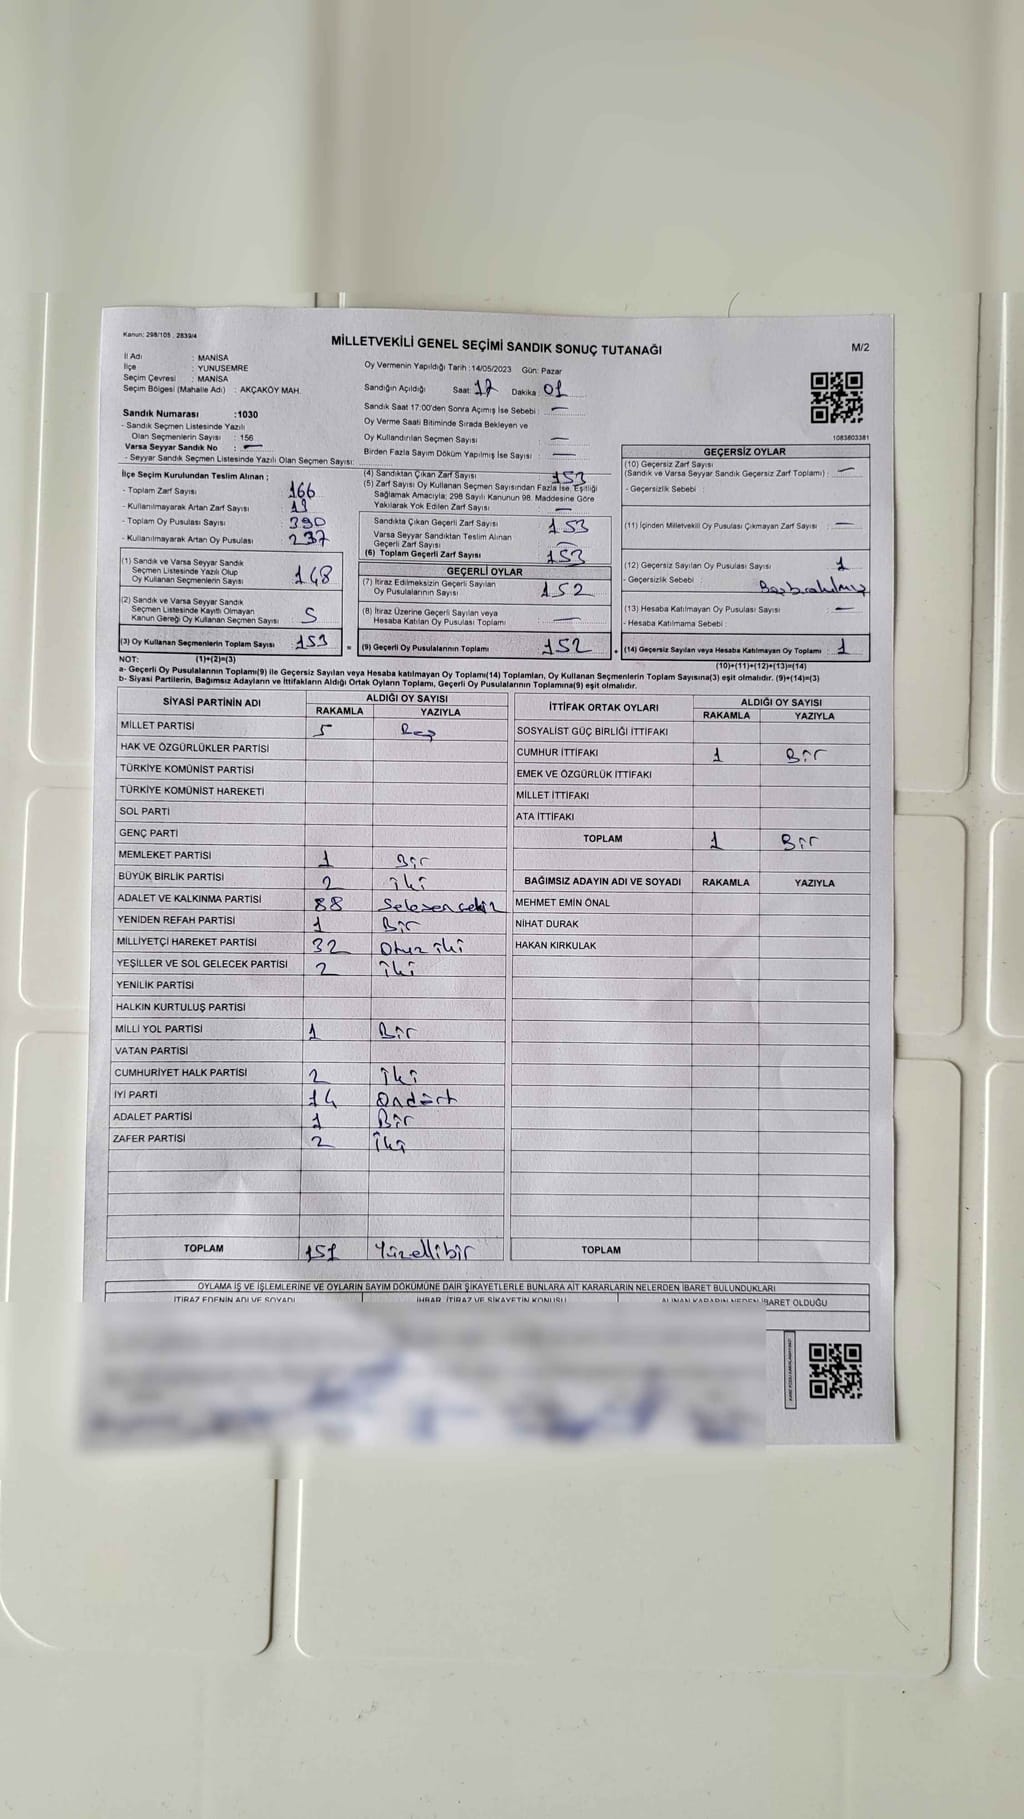 Kanun: 298/105 , 2839/4
MİLLETVEKİLİ GENEL SEÇİMİ SANDIK SONUÇ TUTANAĞI
M/2
İl Adı : MANİSA
İlçe : YUNUSEMRE
Seçim Çevresi : MANİSA
Seçim Bölgesi (Mahalle Adı) : AKÇAKÖY MAH.
Oy Vermenin Yapıldığı Tarih : 14/05/2023 Gün: Pazar
Sandığın Açıldığı Saat: 17 Dakika : 01
Sandık Saat 17:00'den Sonra Açımış İse Sebebi : —
Oy Verme Saati Bitiminde Sırada Bekleyen ve
Oy Kullandırılan Seçmen Sayısı : —
Birden Fazla Sayım Döküm Yapılmış İse Sayısı : —
1083803381
Sandık Numarası :1030
- Sandık Seçmen Listesinde Yazılı
Olan Seçmenlerin Sayısı : 156
Varsa Seyyar Sandık No : —
- Seyyar Sandık Seçmen Listesinde Yazılı Olan Seçmen Sayısı:
İlçe Seçim Kurulundan Teslim Alınan ;
- Toplam Zarf Sayısı 166
- Kullanılmayarak Artan Zarf Sayısı
- Toplam Oy Pusulası Sayısı 390
- Kullanılmayarak Artan Oy Pusulası 237
(1) Sandık ve Varsa Seyyar Sandık
Seçmen Listesinde Yazılı Olup
Oy Kullanan Seçmenlerin Sayısı 148
(2) Sandık ve Varsa Seyyar Sandık
Seçmen Listesinde Kayıtlı Olmayan
Kanun Gereği Oy Kullanan Seçmen Sayısı 5
(3) Oy Kullanan Seçmenlerin Toplam Sayısı 153 =
(1)+(2)=(3)
(4) Sandıktan Çıkan Zarf Sayısı 153
(5) Zarf Sayısı Oy Kullanan Seçmen Sayısından Fazla İse, Eşitliği
Sağlamak Amacıyla; 298 Sayılı Kanunun 98. Maddesine Göre
Yakılarak Yok Edilen Zarf Sayısı : —
Sandıkta Çıkan Geçerli Zarf Sayısı 153
Varsa Seyyar Sandıktan Teslim Alınan
Geçerli Zarf Sayısı —
(6) Toplam Geçerli Zarf Sayısı 153
GEÇERLİ OYLAR
(7) İtiraz Edilmeksizin Geçerli Sayılan
Oy Pusulalarının Sayısı : 152
(8) İtiraz Üzerine Geçerli Sayılan veya
Hesaba Katılan Oy Pusulası Toplamı : —
(9) Geçerli Oy Pusulalarının Toplamı 152 +
GEÇERSİZ OYLAR
(10) Geçersiz Zarf Sayısı
(Sandık ve Varsa Seyyar Sandık Geçersiz Zarf Toplamı) : —
- Geçersizlik Sebebi :
(11) İçinden Milletvekili Oy Pusulası Çıkmayan Zarf Sayısı : —
(12) Geçersiz Sayılan Oy Pusulası Sayısı : 1
- Geçersizlik Sebebi : Boş bırakılmış
(13) Hesaba Katılmayan Oy Pusulası Sayısı : —
- Hesaba Katılmama Sebebi :
(14) Geçersiz Sayılan veya Hesaba Katılmayan Oy Toplamı : 1
(10)+(11)+(12)+(13)=(14)
NOT:
a- Geçerli Oy Pusulalarının Toplamı(9) ile Geçersiz Sayılan veya Hesaba katılmayan Oy Toplamı(14) Toplamları, Oy Kullanan Seçmenlerin Toplam Sayısına(3) eşit olmalıdır. (9)+(14)=(3)
b- Siyasi Partilerin, Bağımsız Adayların ve İttifakların Aldığı Ortak Oyların Toplamı, Geçerli Oy Pusulalarının Toplamına(9) eşit olmalıdır.
SİYASİ PARTİNİN ADI ALDIĞI OY SAYISI
RAKAMLA YAZIYLA
MİLLET PARTİSİ 5 Beş
HAK VE ÖZGÜRLÜKLER PARTİSİ
TÜRKİYE KOMÜNİST PARTİSİ
TÜRKİYE KOMÜNİST HAREKETİ
SOL PARTİ
GENÇ PARTİ
MEMLEKET PARTİSİ 1 Bir
BÜYÜK BİRLİK PARTİSİ 2 iki
ADALET VE KALKINMA PARTİSİ 88 Seksen sekiz
YENİDEN REFAH PARTİSİ 1 Bir
MİLLİYETÇİ HAREKET PARTİSİ 32 Otuz iki
YEŞİLLER VE SOL GELECEK PARTİSİ 2 iki
YENİLİK PARTİSİ
HALKIN KURTULUŞ PARTİSİ
MİLLİ YOL PARTİSİ 1 Bir
VATAN PARTİSİ
CUMHURİYET HALK PARTİSİ 2 iki
İYİ PARTİ 14 Ondört
ADALET PARTİSİ 1 Bir
ZAFER PARTİSİ 2 iki
TOPLAM 151 Yüzellibir
İTTİFAK ORTAK OYLARI ALDIĞI OY SAYISI
RAKAMLA YAZIYLA
SOSYALİST GÜÇ BİRLİĞİ İTTİFAKI
CUMHUR İTTİFAKI 1 Bir
EMEK VE ÖZGÜRLÜK İTTİFAKI
MİLLET İTTİFAKI
ATA İTTİFAKI
TOPLAM 1 Bir
BAĞIMSIZ ADAYIN ADI VE SOYADI RAKAMLA YAZIYLA
MEHMET EMİN ÖNAL
NİHAT DURAK
HAKAN KIRKULAK
TOPLAM
OYLAMA İŞ VE İŞLEMLERİNE VE OYLARIN SAYIM DÖKÜMÜNE DAİR ŞİKAYETLERLE BUNLARA AİT KARARLARIN NELERDEN İBARET BULUNDUKLARI
İTİRAZ EDENİN ADI VE SOYADI İHBAR, İTİRAZ VE ŞİKAYETİN KONUSU ALINAN KARARIN NEDEN İBARET OLDUĞU